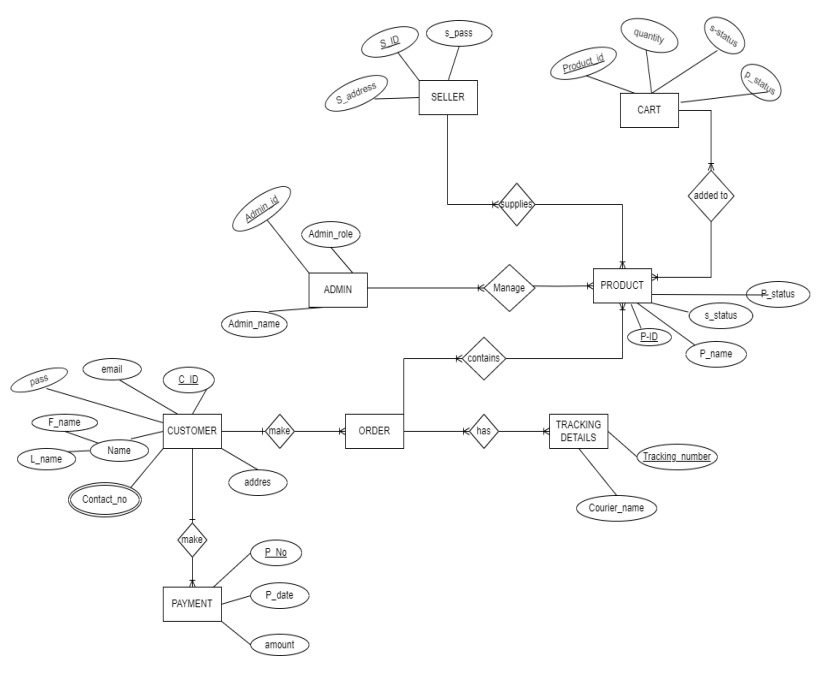 S_ID
s_pass
S_address
SELLER
Product_id
quantity
s-status
p_status
CART
supplies
added to
Admin_id
Admin_role
ADMIN
Admin_name
Manage
PRODUCT
P_status
s_status
P-ID
P_name
contains
pass
email
C_ID
F_name
L_name
Name
CUSTOMER
Contact_no
addres
make
ORDER
has
TRACKING
DETAILS
Tracking_number
Courier_name
make
PAYMENT
P_No
P_date
amount